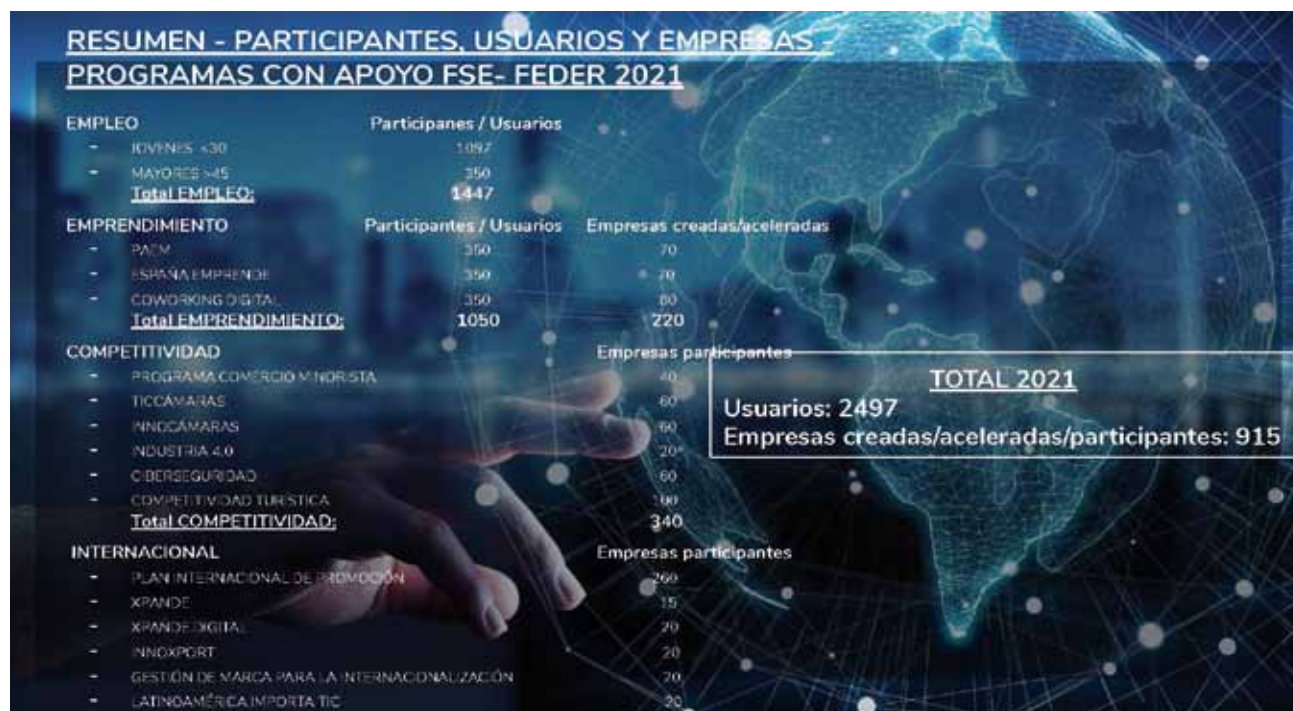 RESUMEN - PARTICIPANTES, USUARIOS Y EMPRESAS -
PROGRAMAS CON APOYO FSE- FEDER 2021
EMPLEO Participanes / Usuarios
- JOVENES <30 1097
- MAYORES >45 350
Total EMPLEO: 1447
EMPRENDIMIENTO Participantes / Usuarios Empresas creadas/aceleradas
- PAEM 350 70
- ESPAÑA EMPRENDE 350 70
- COWORKING DIGITAL 350 80
Total EMPRENDIMIENTO: 1050 220
COMPETITIVIDAD Empresas participantes
- PROGRAMA COMERCIO MINORISTA 40
- TICCÁMARAS 60
- INNOCÁMARAS 60
- INDUSTRIA 4.0 20
- CIBERSEGURIDAD 60
- COMPETITIVIDAD TURÍSTICA 100
Total COMPETITIVIDAD: 340
TOTAL 2021
Usuarios: 2497
Empresas creadas/aceleradas/participantes: 915
INTERNACIONAL Empresas participantes
- PLAN INTERNACIONAL DE PROMOCIÓN 260
- XPANDE 15
- XPANDE DIGITAL 20
- INNOXPORT 20
- GESTIÓN DE MARCA PARA LA INTERNACIONALIZACIÓN 20
- LATINOAMÉRICA IMPORTA TIC 20